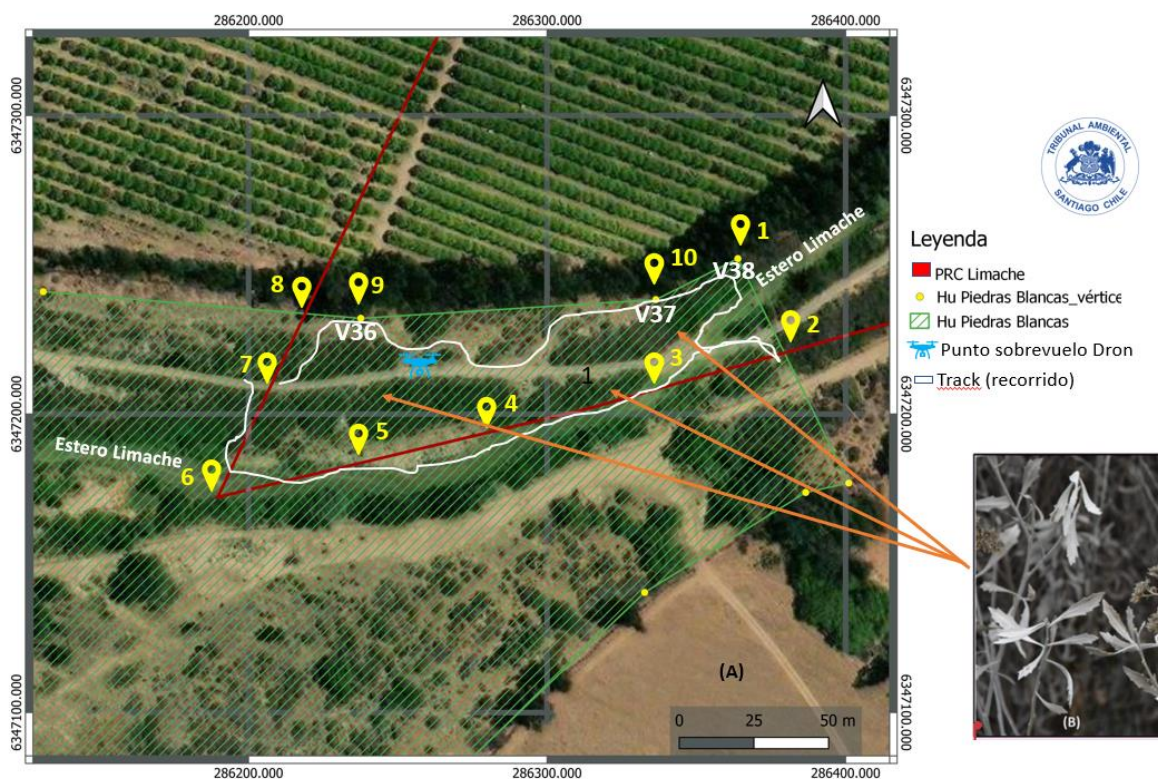 286200.000
286300.000
286400.000
6347300.000
6347300.000
TRIBUNAL AMBIENTAL
SANTIAGO CHILE
1
Estero Limache
10
V38
Leyenda
PRC Limache
Hu Piedras Blancas_vértice
Hu Piedras Blancas
Punto sobrevuelo Dron
Track (recorrido)
8
9
V36
V37
2
7
3
1
6347200.000
6347200.000
4
5
Estero Limache
6
(A)
0
25
50 m
6347100.000
6347100.000
(B)
286200.000
286300.000
286400.000